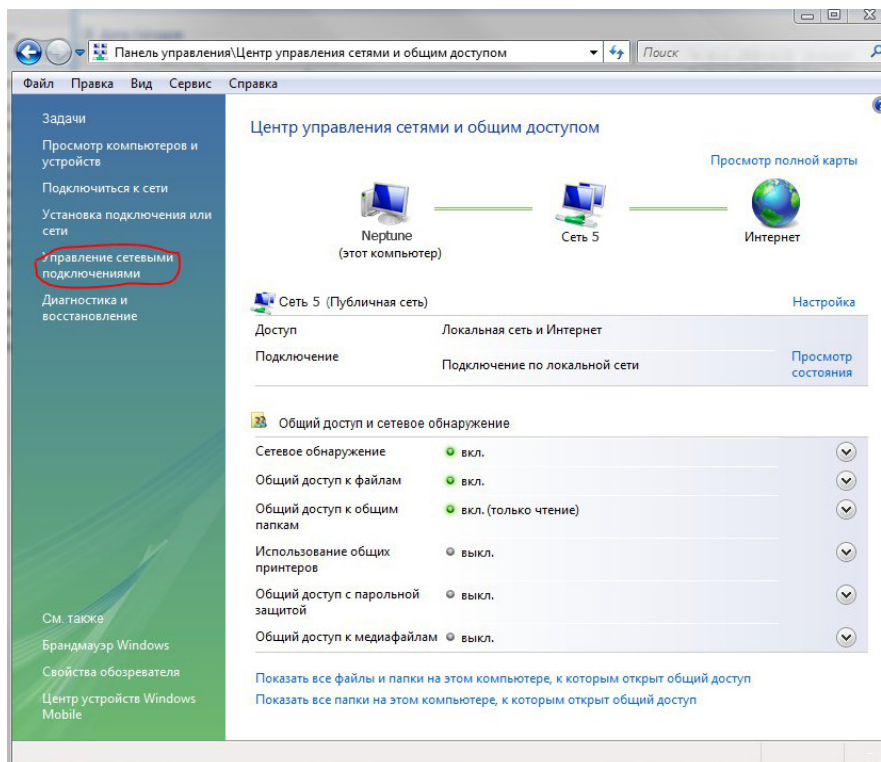 Панель управления\Центр управления сетями и общим доступом
Поиск
Файл Правка Вид Сервис Справка
Задачи
Просмотр компьютеров и
устройств
Подключиться к сети
Установка подключения или
сети
Управление сетевыми
подключениями
Диагностика и
восстановление
См. также
Брандмауэр Windows
Свойства обозревателя
Центр устройств Windows
Mobile
Центр управления сетями и общим доступом
Просмотр полной карты
Neptune
(этот компьютер)
Сеть 5
Интернет
Сеть 5 (Публичная сеть)
Настройка
Доступ
Локальная сеть и Интернет
Подключение
Подключение по локальной сети
Просмотр
состояния
Общий доступ и сетевое обнаружение
Сетевое обнаружение
вкл.
Общий доступ к файлам
вкл.
Общий доступ к общим
папкам
вкл. (только чтение)
Использование общих
принтеров
выкл.
Общий доступ с парольной
защитой
выкл.
Общий доступ к медиафайлам
выкл.
Показать все файлы и папки на этом компьютере, к которым открыт общий доступ
Показать все папки на этом компьютере, к которым открыт общий доступ